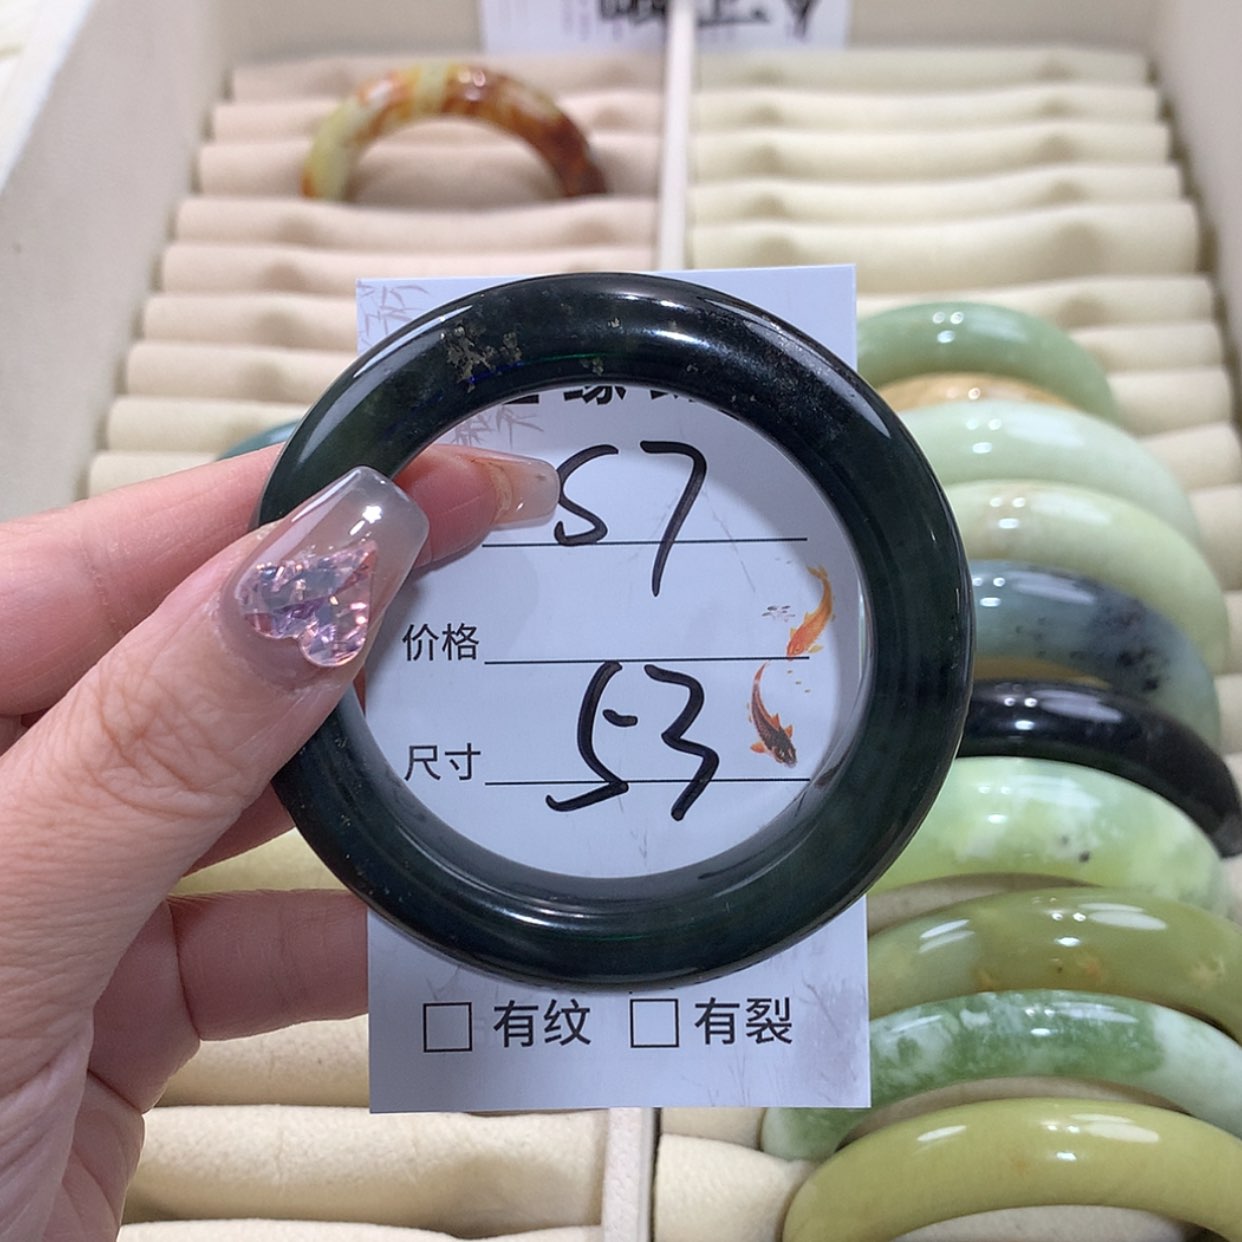 57
价格
尺寸 53
□ 有纹 □ 有裂